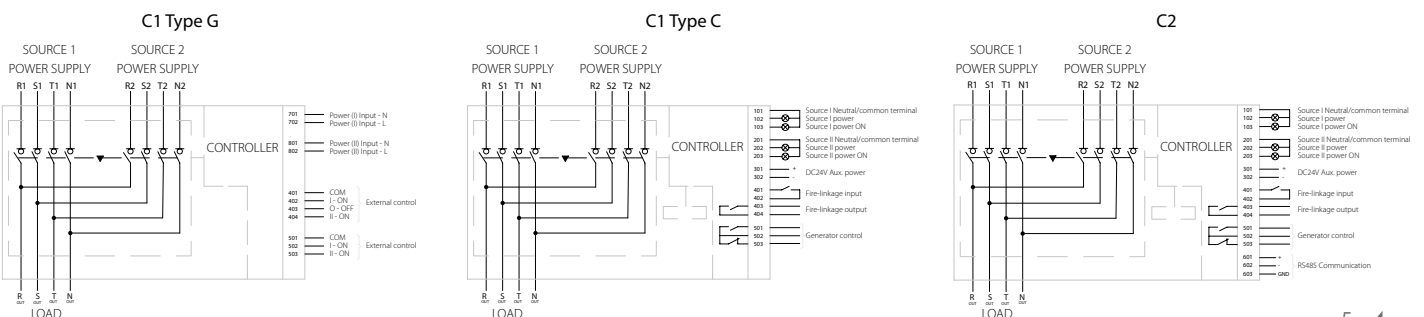 C1 Type G
SOURCE 1
POWER SUPPLY
SOURCE 2
POWER SUPPLY
R1 S1 T1 N1
R2 S2 T2 N2
CONTROLLER
701 Power (I) Input - N
702 Power (I) Input - L
801 Power (II) Input - N
802 Power (II) Input - L
401 COM
402 I - ON
403 O - OFF
404 II - ON
External control
501 COM
502 I - ON
503 II - ON
External control
R OUT S OUT T OUT N OUT
LOAD
C1 Type C
SOURCE 1
POWER SUPPLY
SOURCE 2
POWER SUPPLY
R1 S1 T1 N1
R2 S2 T2 N2
CONTROLLER
101 Source I Neutral/common terminal
102 Source I power
103 Source I power ON
201 Source II Neutral/common terminal
202 Source II power
203 Source II power ON
301 +
302 -
DC24V Aux. power
401
402
Fire-linkage input
403
404
Fire-linkage output
501
502
503
Generator control
R OUT S OUT T OUT N OUT
LOAD
C2
SOURCE 1
POWER SUPPLY
SOURCE 2
POWER SUPPLY
R1 S1 T1 N1
R2 S2 T2 N2
CONTROLLER
101 Source I Neutral/common terminal
102 Source I power
103 Source I power ON
201 Source II Neutral/common terminal
202 Source II power
203 Source II power ON
301 +
302 -
DC24V Aux. power
401
402
Fire-linkage input
403
404
Fire-linkage output
501
502
503
Generator control
601 +
602 -
603 GND
RS485 Communication
R OUT S OUT T OUT N OUT
LOAD